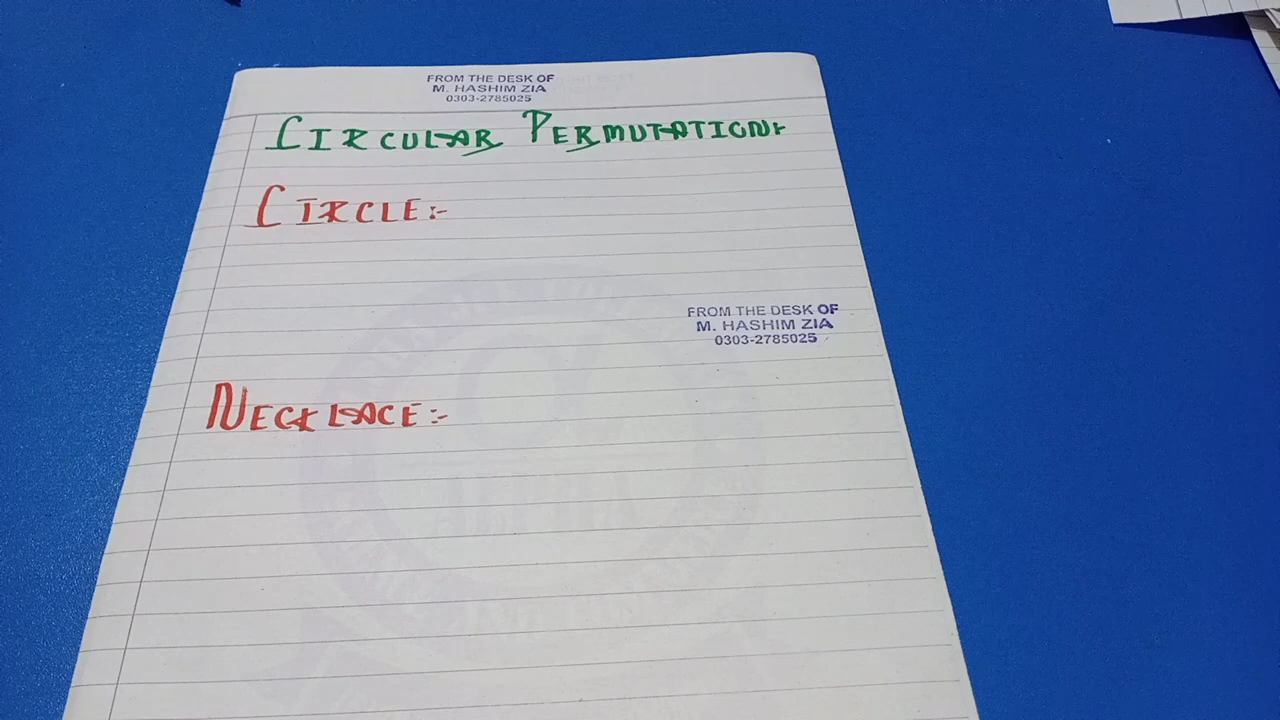 FROM THE DESK OF
M. HASHIM ZIA
0303-2785025
CIRCULAR PERMUTATION:
CIRCLE:-
FROM THE DESK OF
M. HASHIM ZIA
0303-2785025
NECKLACE:-